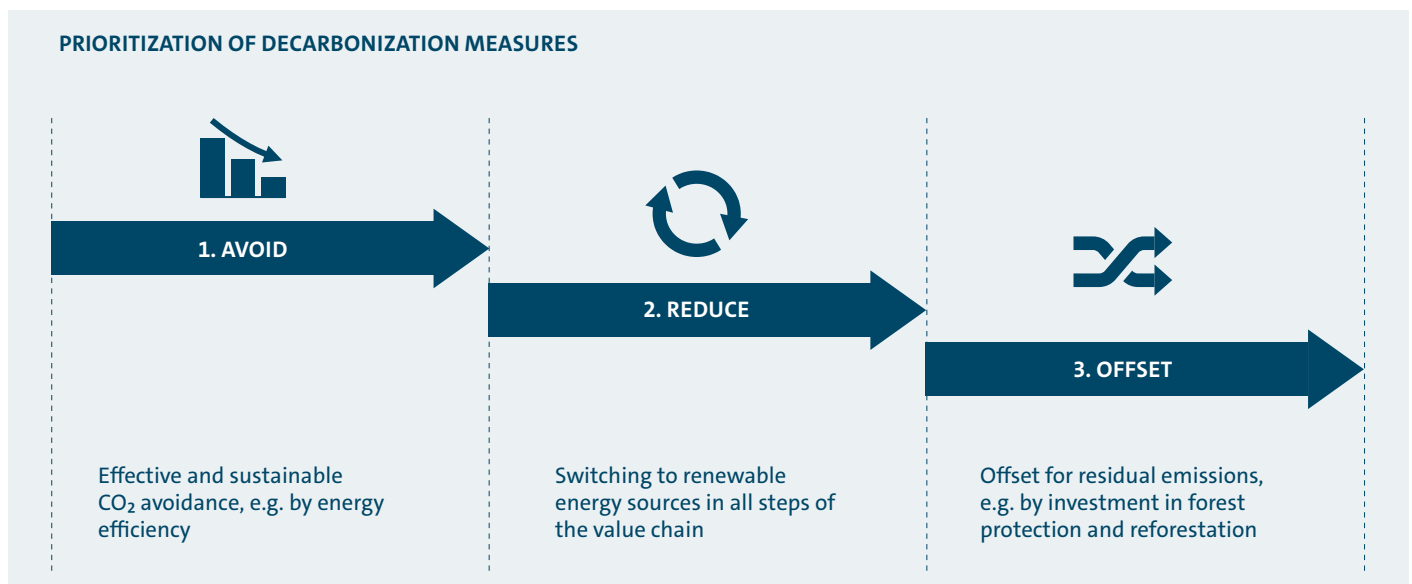 PRIORITIZATION OF DECARBONIZATION MEASURES
1. AVOID
2. REDUCE
3. OFFSET
Effective and sustainable
CO₂ avoidance, e.g. by energy
efficiency
Switching to renewable
energy sources in all steps of
the value chain
Offset for residual emissions,
e.g. by investment in forest
protection and reforestation